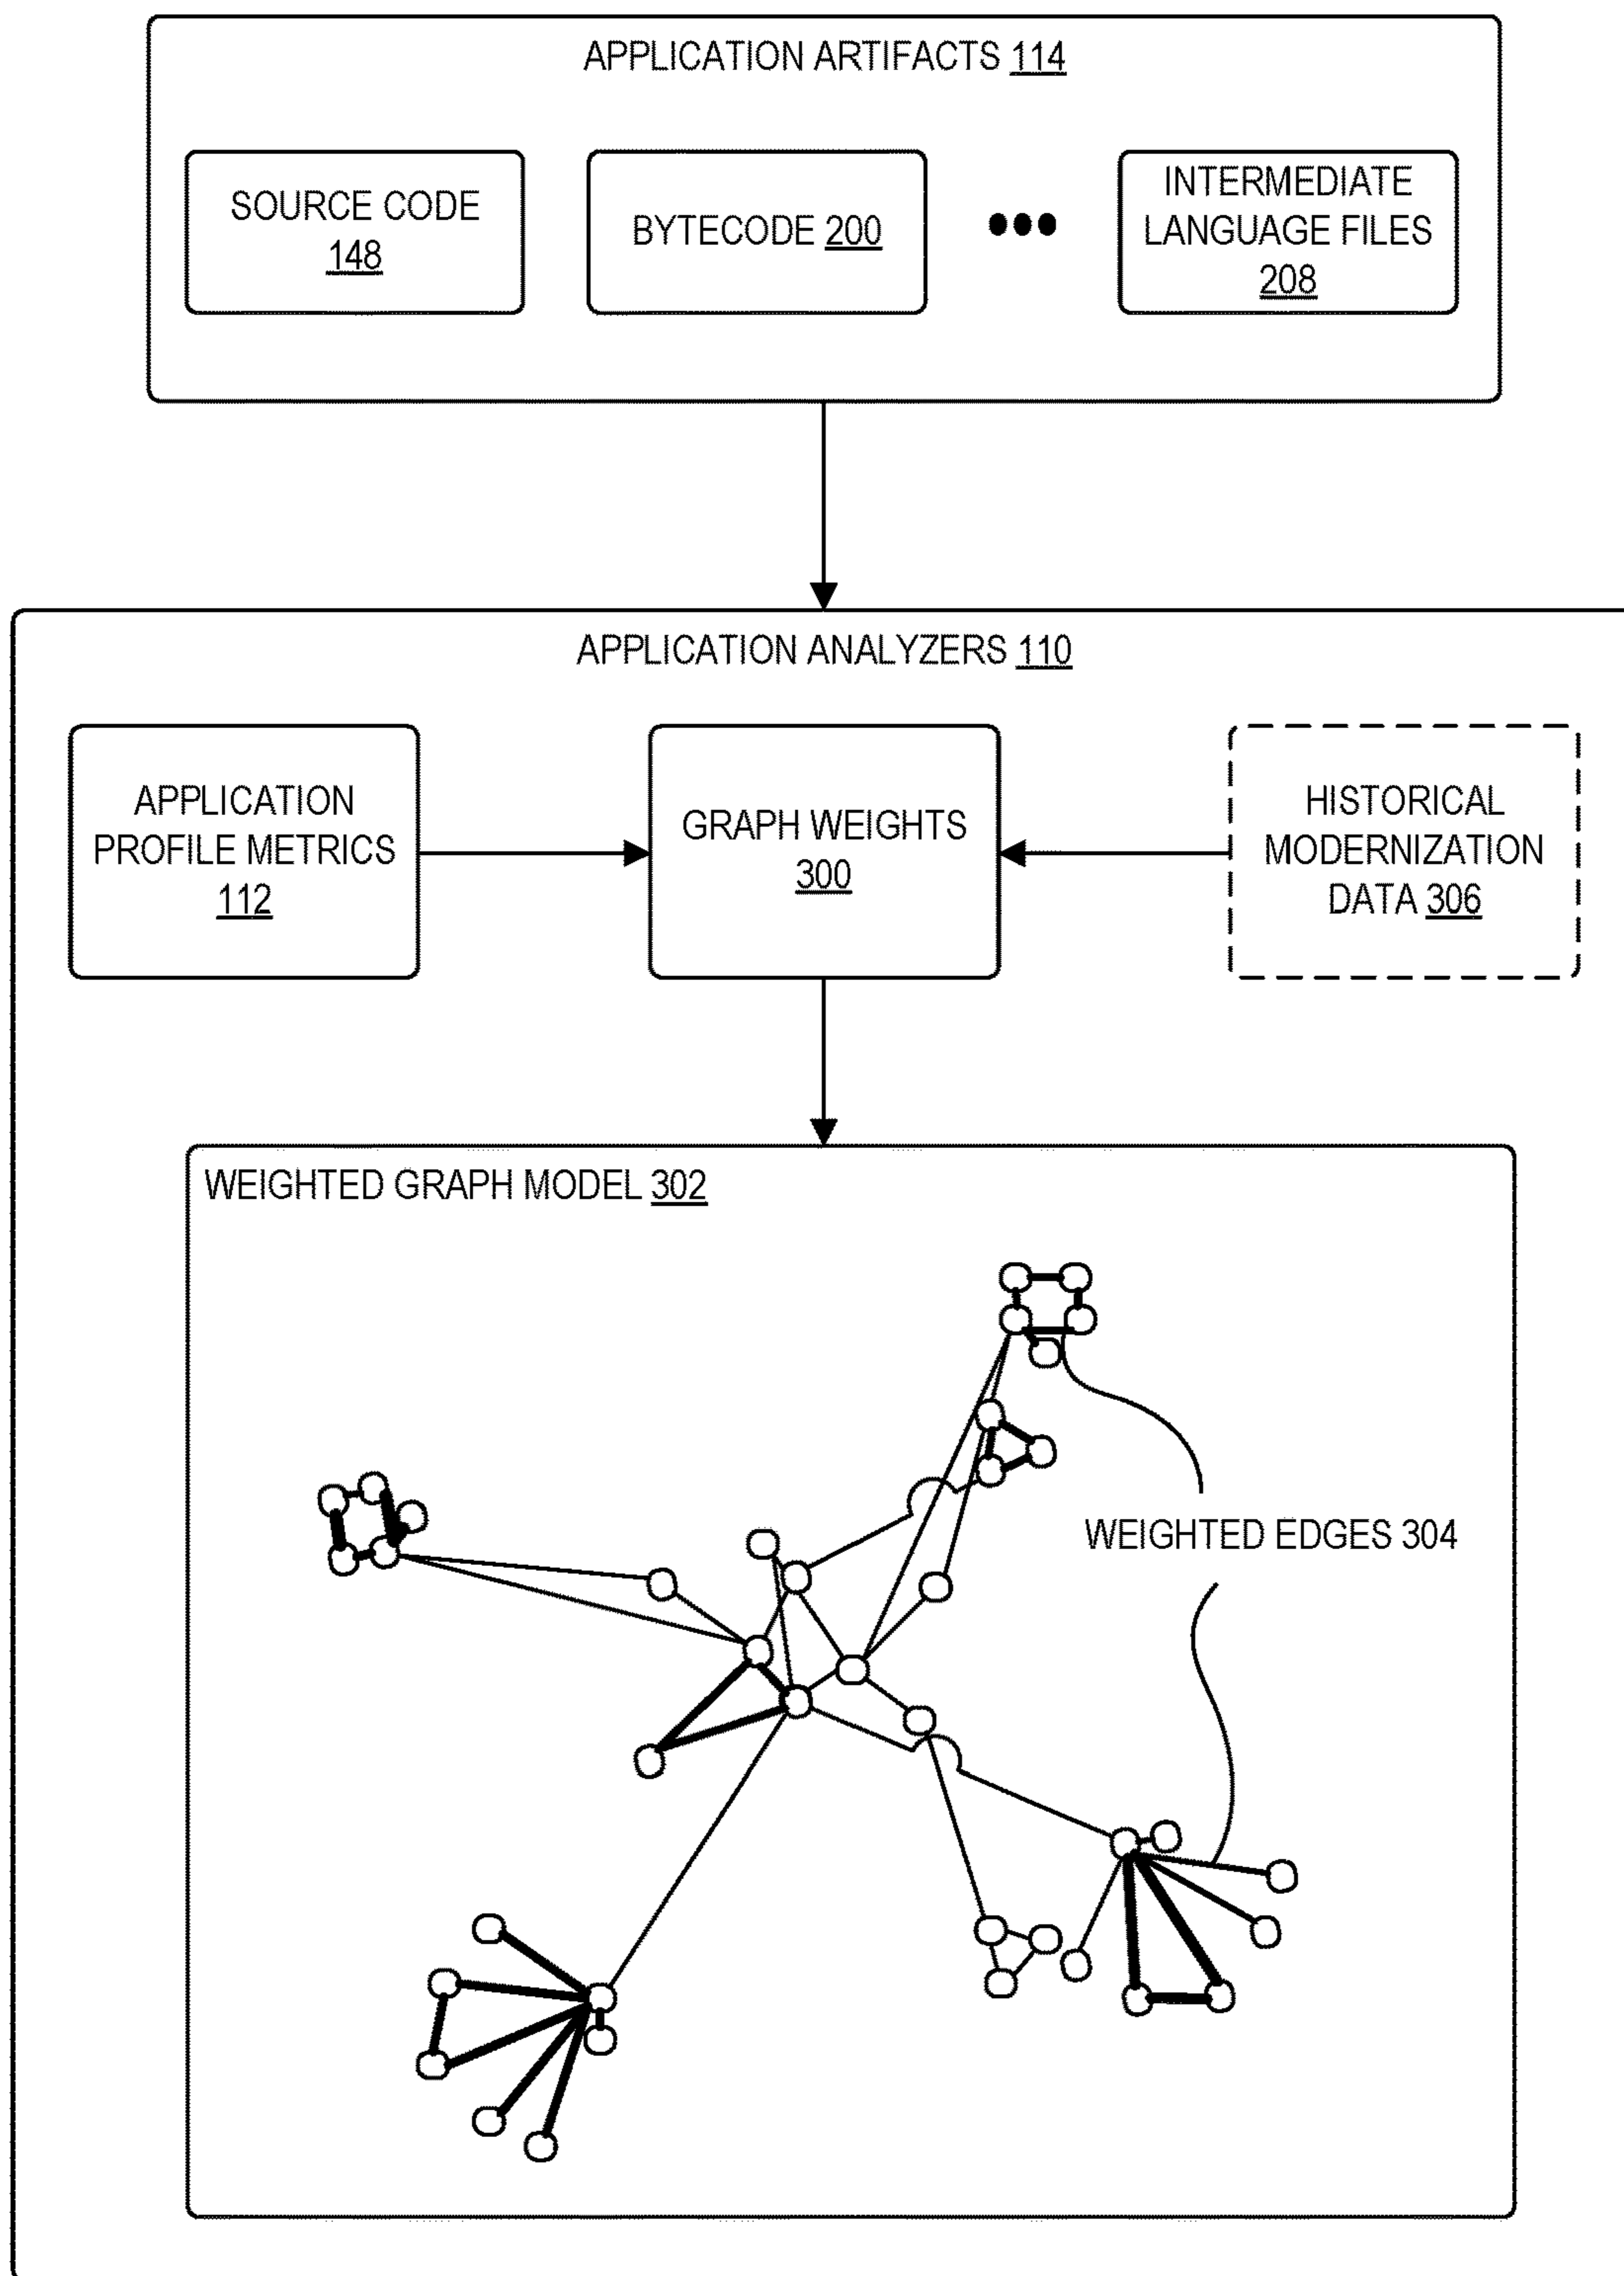 APPLICATION ARTIFACTS 114
SOURCE CODE
148
BYTECODE 200
INTERMEDIATE
LANGUAGE FILES
208
APPLICATION ANALYZERS 110
APPLICATION
PROFILE METRICS
112
GRAPH WEIGHTS
300
HISTORICAL
MODERNIZATION
DATA 306
WEIGHTED GRAPH MODEL 302
WEIGHTED EDGES 304